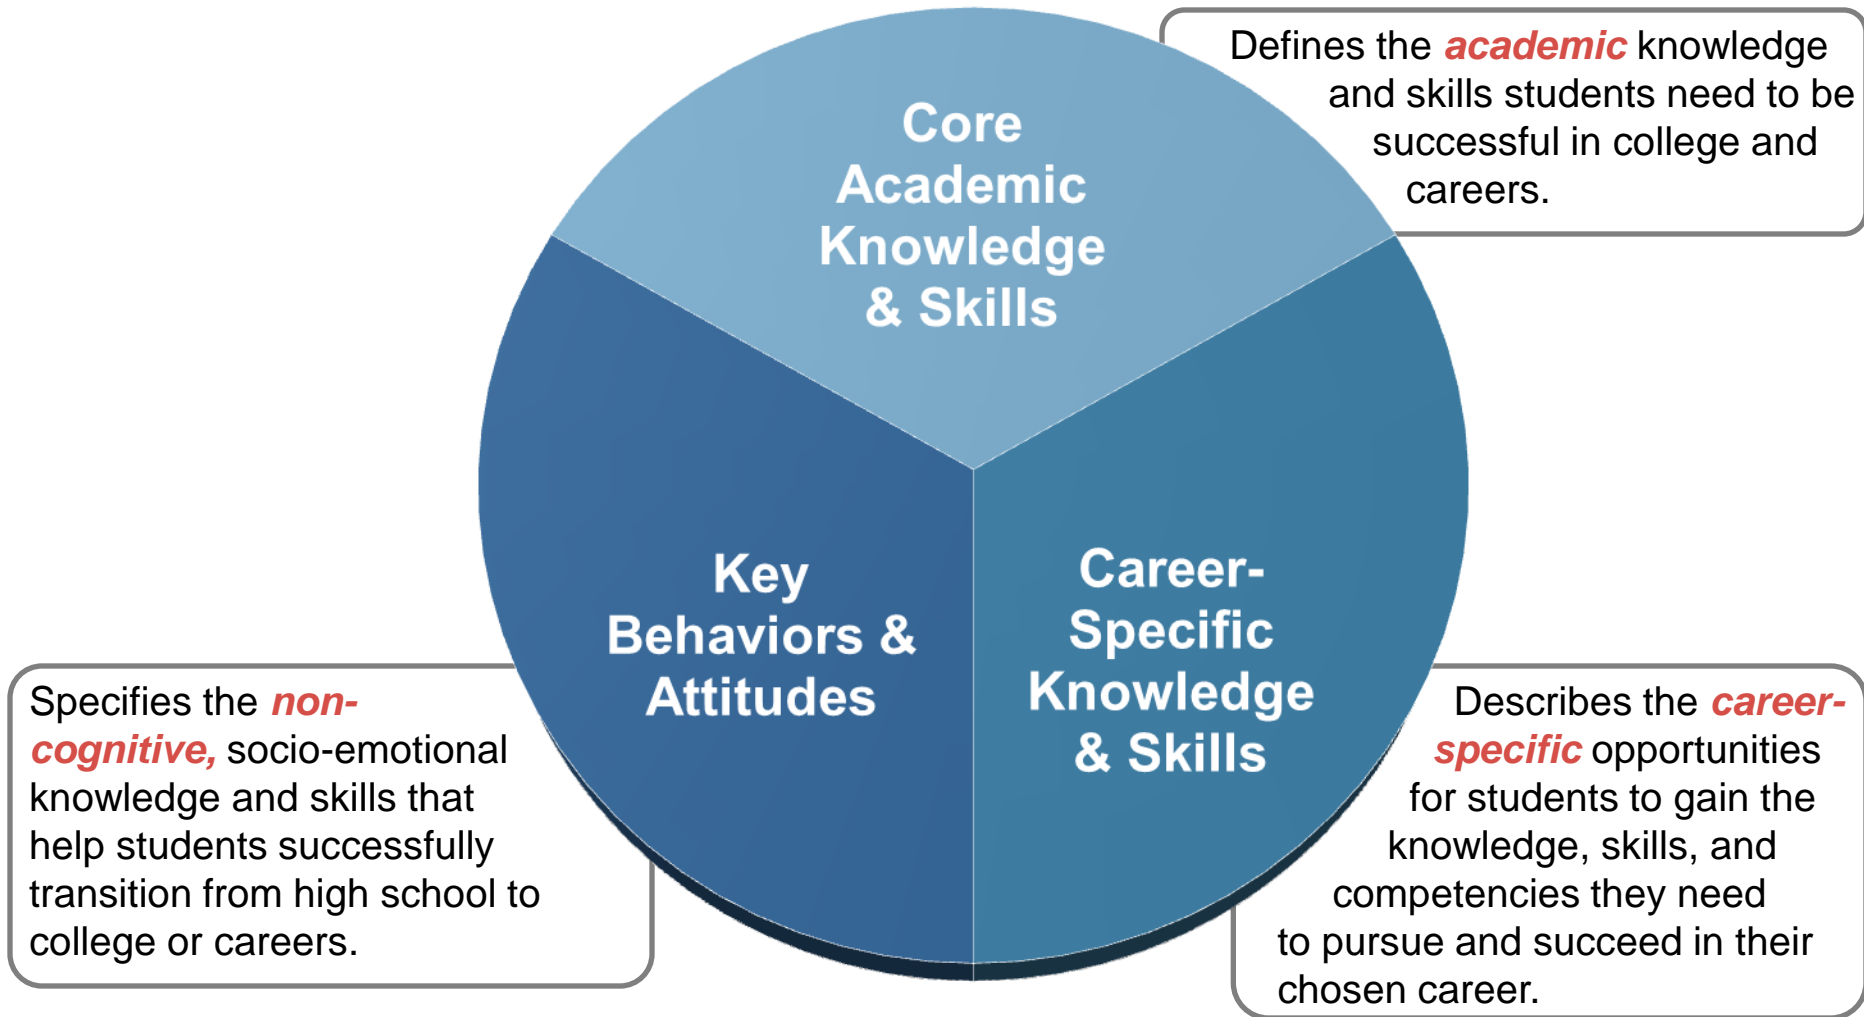 Defines the academic knowledge
and skills students need to be
successful in college and
careers.
Core
Academic
Knowledge
& Skills
Key
Behaviors &
Attitudes
Career-
Specific
Knowledge
& Skills
Specifies the non-
cognitive, socio-emotional
knowledge and skills that
help students successfully
transition from high school to
college or careers.
Describes the career-
specific opportunities
for students to gain the
knowledge, skills, and
competencies they need
to pursue and succeed in their
chosen career.